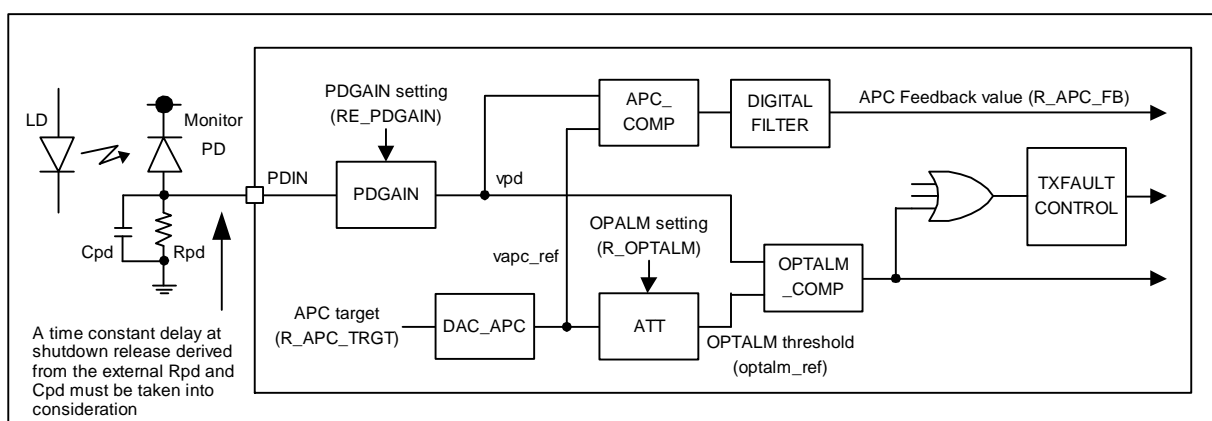 LD
Monitor
PD
Cpd
Rpd
A time constant delay at
shutdown release derived
from the external Rpd and
Cpd must be taken into
consideration
PDIN
PDGAIN setting
(RE_PDGAIN)
PDGAIN
vpd
vapc_ref
APC target
(R_APC_TRGT)
DAC_APC
APC_
COMP
DIGITAL
FILTER
APC Feedback value (R_APC_FB)
OPALM setting
(R_OPTALM)
ATT
OPTALM threshold
(optalm_ref)
OPTALM
_COMP
TXFAULT
CONTROL